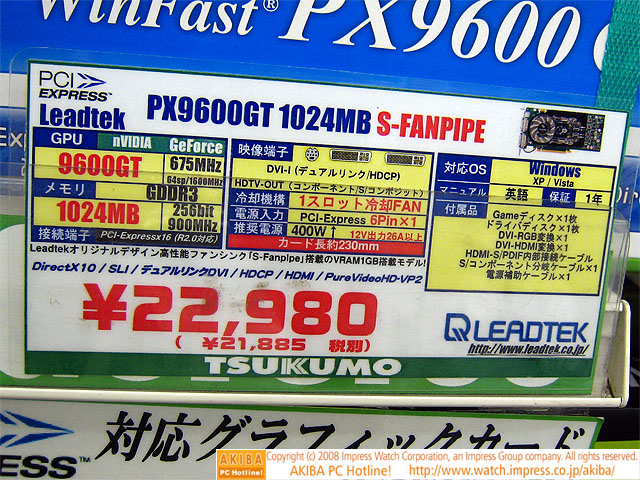 WinFast® PX9600
PCI
EXPRESS™
Leadtek PX9600GT 1024MB S-FANPIPE
GPU nVIDIA GeForce
9600GT 675MHz
64sp/1600MHz
メモリ GDDR3
1024MB 256bit
900MHz
接続端子 PCI-Expressx16 (R2.0対応)
映像端子
DVI-I (デュアルリンク/HDCP)
HDTV-OUT (コンポーネント/S/コンポジット)
冷却機構 1スロット冷却FAN
電源入力 PCI-Express 6Pin×1
推奨電源 400W↑ 12V出力26A以上
カード長約230mm
対応OS Windows
XP / Vista
マニュアル 英語 保証 1年
付属品
Gameディスク×1枚
ドライバディスク×1枚
DVI-RGB変換×1
DVI-HDMI変換×1
HDMI-S/PDIF内部接続ケーブル
S/コンポーネント分岐ケーブル×1
電源補助ケーブル×1
Leadtekオリジナルデザイン高性能ファンシンク「S-Fanpipe」搭載のVRAM1GB搭載モデル!
DirectX10 / SLI / デュアルリンクDVI / HDCP / HDMI / PureVideoHD-VP2
¥22,980
( ¥21,885 税別)
LEADTEK
http://www.leadtek.co.jp/
TSUKUMO
対応グラフィックカード
EXPRESS™
AKIBA
PC Hotline!
Copyright (c) 2008 Impress Watch Corporation, an Impress Group company. All rights reserved.
AKIBA PC Hotline! http://www.watch.impress.co.jp/akiba/